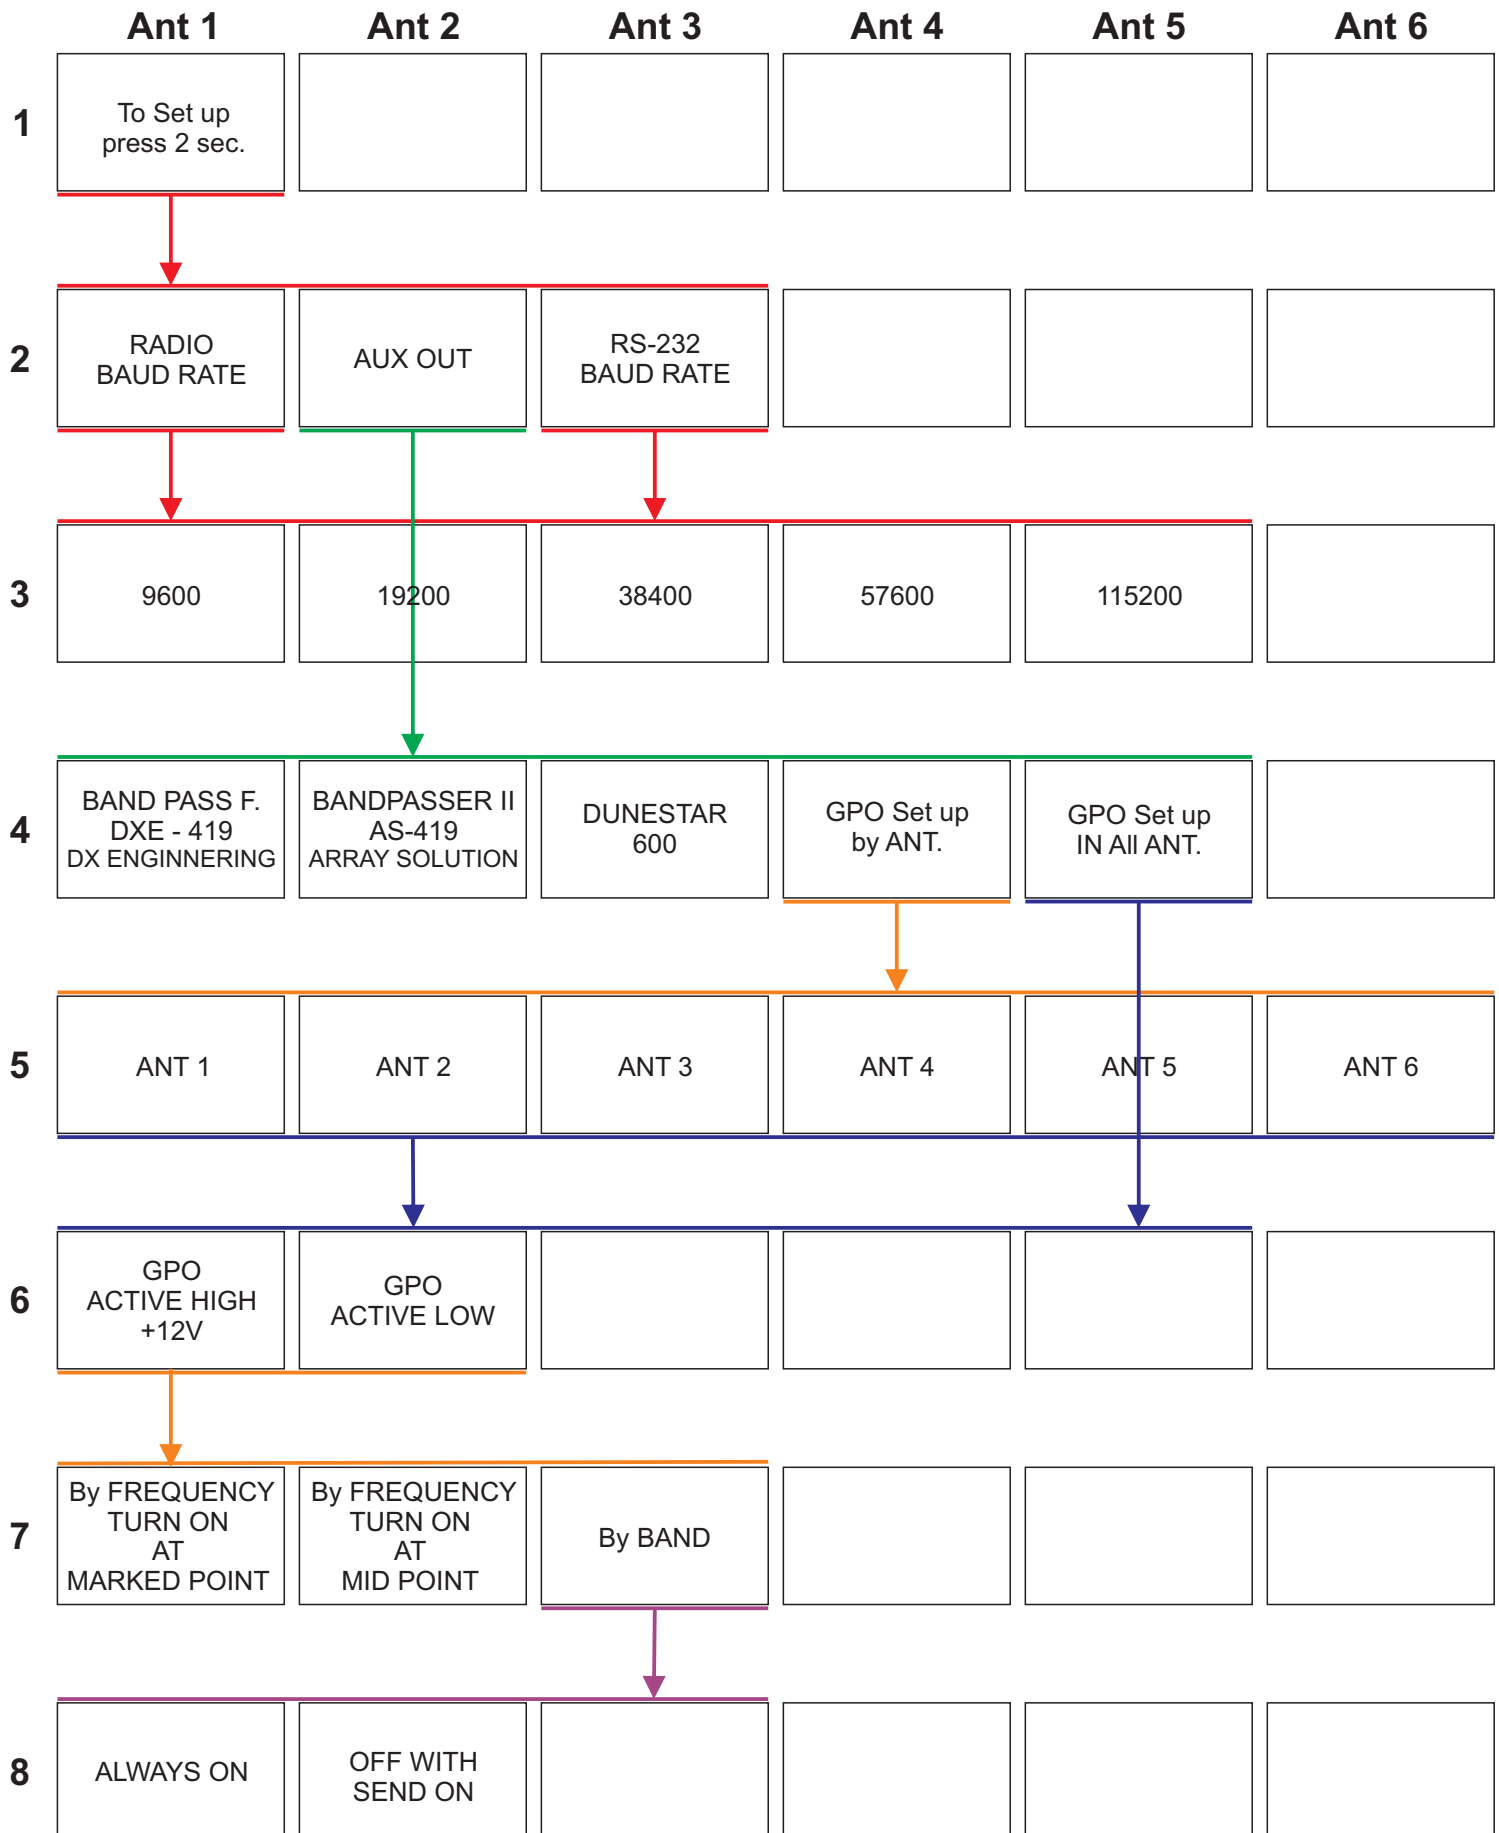 Ant 1 Ant 2 Ant 3 Ant 4 Ant 5 Ant 6
1
To Set up
press 2 sec.
2
RADIO
BAUD RATE
AUX OUT
RS-232
BAUD RATE
3
9600
19200
38400
57600
115200
4
BAND PASS F.
DXE - 419
DX ENGINNERING
BANDPASSER II
AS-419
ARRAY SOLUTION
DUNESTAR
600
GPO Set up
by ANT.
GPO Set up
IN All ANT.
5
ANT 1
ANT 2
ANT 3
ANT 4
ANT 5
ANT 6
6
GPO
ACTIVE HIGH
+12V
GPO
ACTIVE LOW
7
By FREQUENCY
TURN ON
AT
MARKED POINT
By FREQUENCY
TURN ON
AT
MID POINT
By BAND
8
ALWAYS ON
OFF WITH
SEND ON